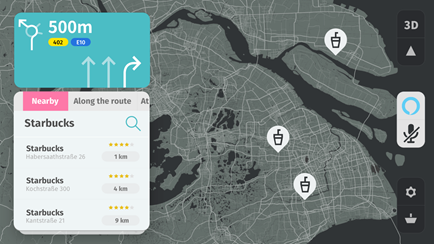 500m
402 E10
3D
Nearby Along the route At
Starbucks
Starbucks
Habersaathstraße 26
1 km
Starbucks
Kochstraße 200
4 km
Starbucks
Kantstraße 21
9 km